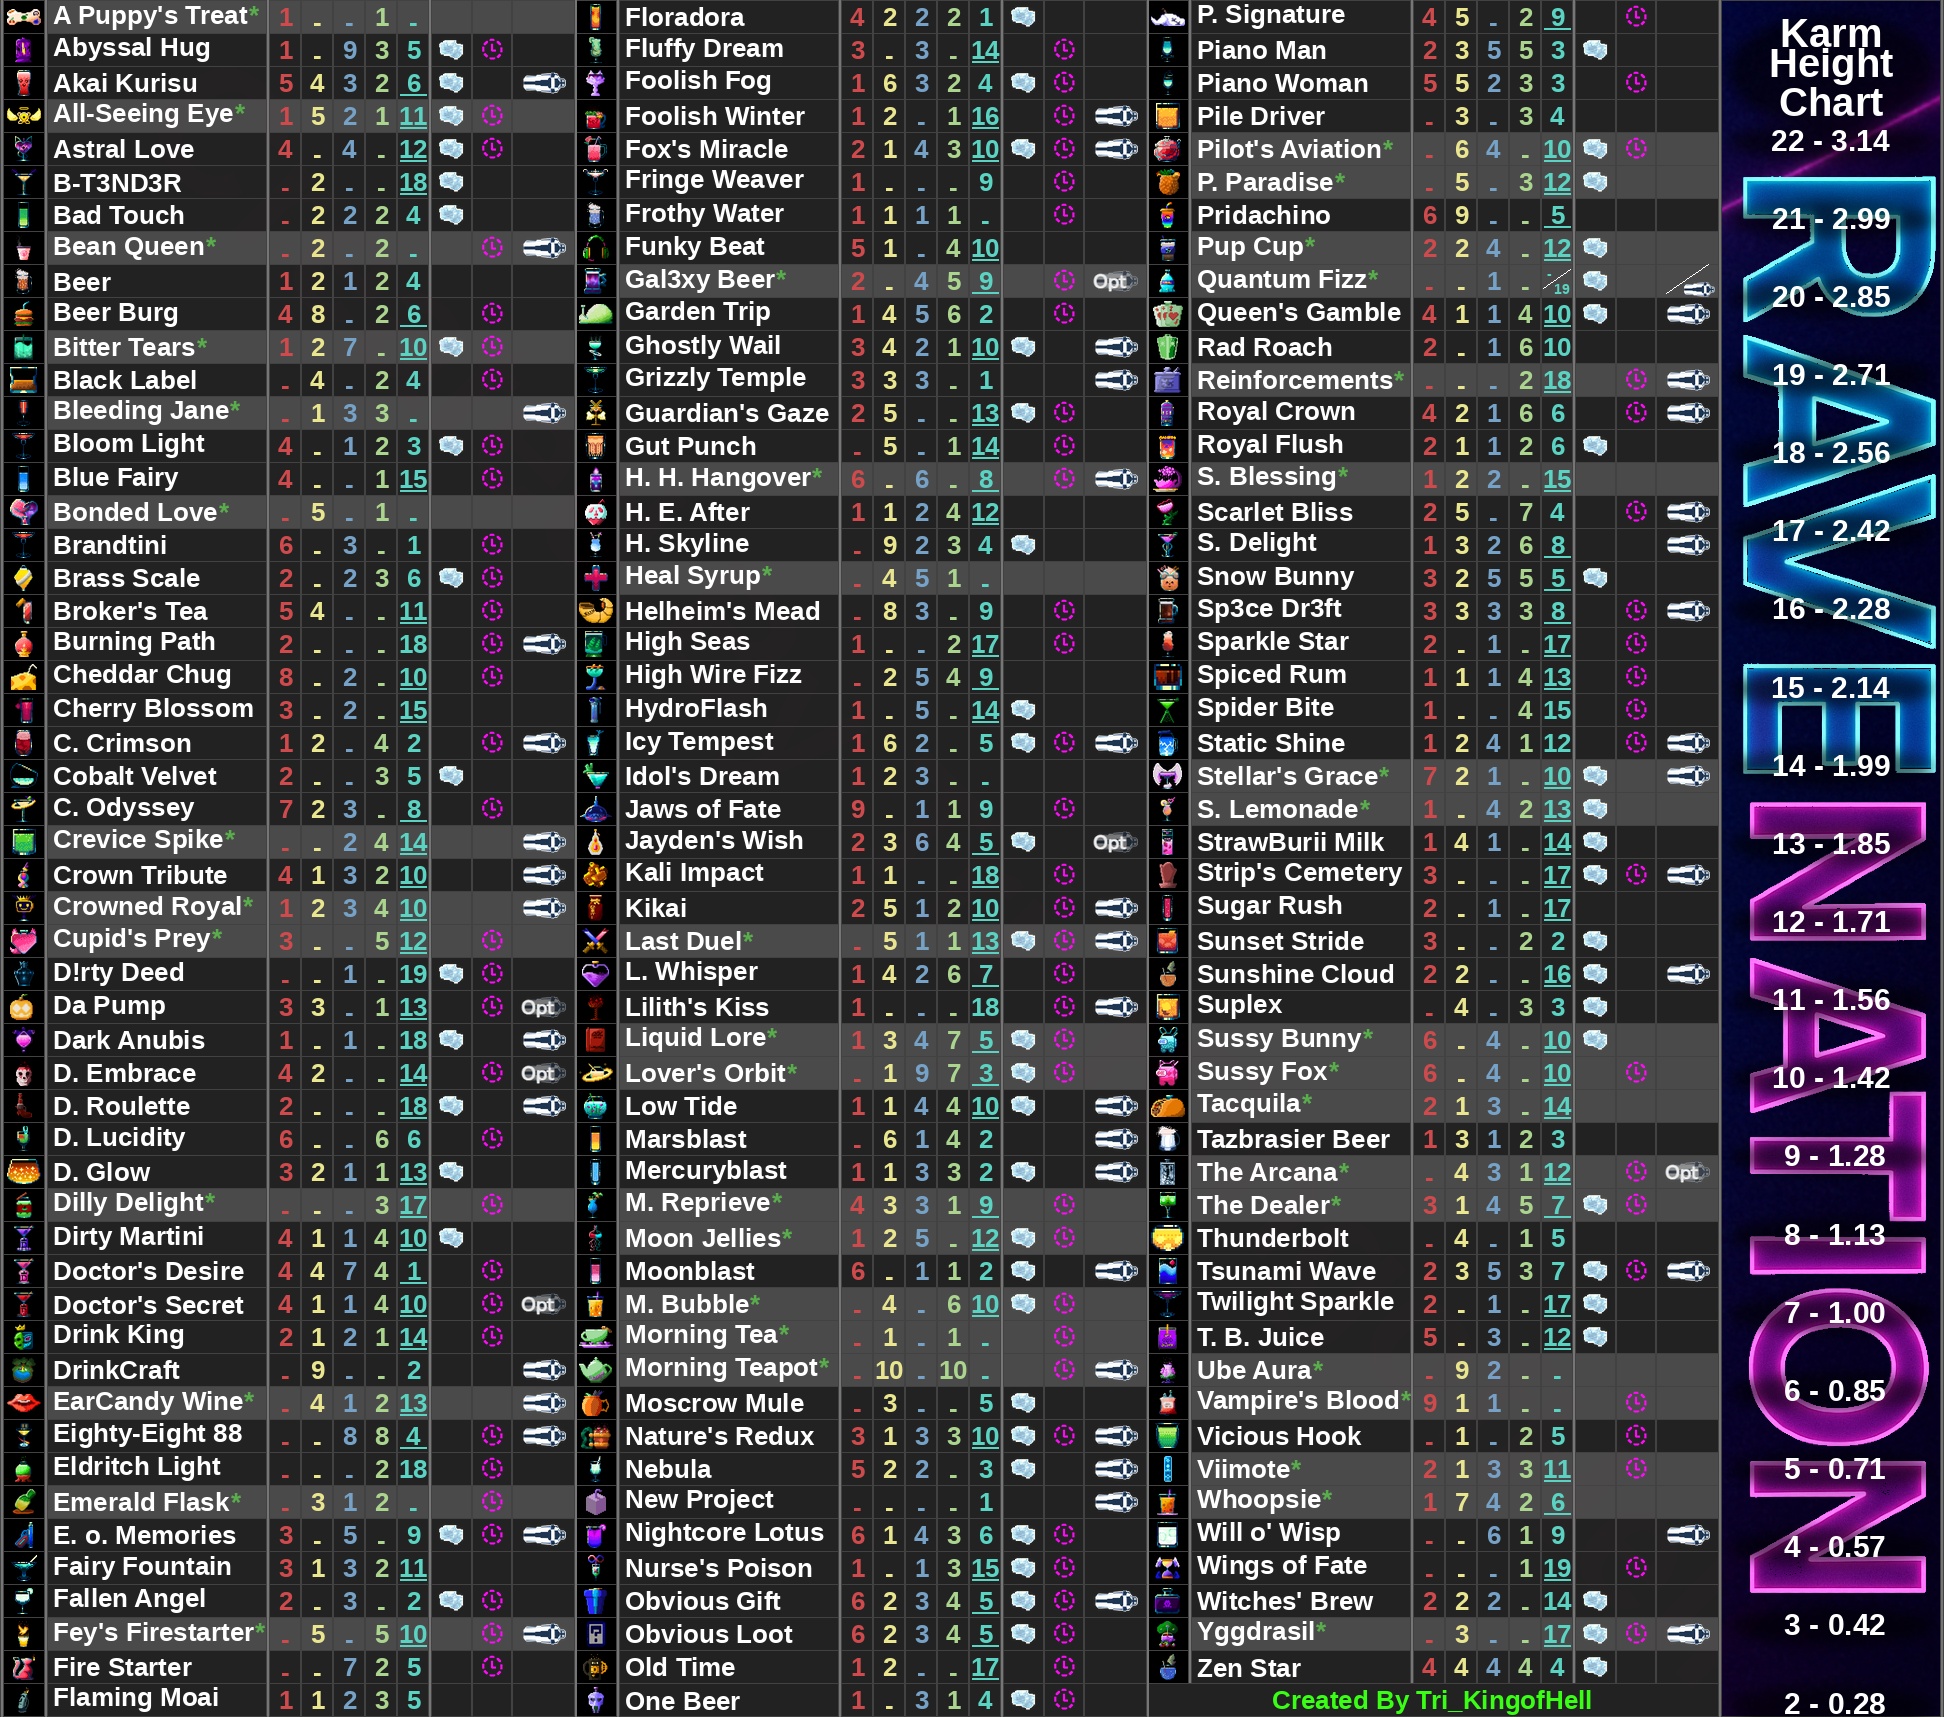 A Puppy's Treat* 1 - - 1 -
Abyssal Hug 1 - 9 3 5
Akai Kurisu 5 4 3 2 6
All-Seeing Eye* 1 5 2 1 11
Astral Love 4 - 4 - 12
B-T3ND3R - 2 - - 18
Bad Touch - 2 2 2 4
Bean Queen* - 2 - 2 -
Beer 1 2 1 2 4
Beer Burg 4 8 - 2 6
Bitter Tears* 1 2 7 - 10
Black Label - 4 - 2 4
Bleeding Jane* - 1 3 3 -
Bloom Light 4 - 1 2 3
Blue Fairy 4 - - 1 15
Bonded Love* - 5 - 1 -
Brandtini 6 - 3 - 1
Brass Scale 2 - 2 3 6
Broker's Tea 5 4 - - 11
Burning Path 2 - - - 18
Cheddar Chug 8 - 2 - 10
Cherry Blossom 3 - 2 - 15
C. Crimson 1 2 - 4 2
Cobalt Velvet 2 - - 3 5
C. Odyssey 7 2 3 - 8
Crevice Spike* - - 2 4 14
Crown Tribute 4 1 3 2 10
Crowned Royal* 1 2 3 4 10
Cupid's Prey* 3 - - 5 12
D!rty Deed - - 1 - 19
Da Pump 3 3 - 1 13 Opt
Dark Anubis 1 - 1 - 18
D. Embrace 4 2 - - 14 Opt
D. Roulette 2 - - - 18
D. Lucidity 6 - - 6 6
D. Glow 3 2 1 1 13
Dilly Delight* - - - 3 17
Dirty Martini 4 1 1 4 10
Doctor's Desire 4 4 7 4 1
Doctor's Secret 4 1 1 4 10 Opt
Drink King 2 1 2 1 14
DrinkCraft - 9 - - 2
EarCandy Wine* - 4 1 2 13
Eighty-Eight 88 - - 8 8 4
Eldritch Light - - - 2 18
Emerald Flask* - 3 1 2 -
E. o. Memories 3 - 5 - 9
Fairy Fountain 3 1 3 2 11
Fallen Angel 2 - 3 - 2
Fey's Firestarter* - 5 - 5 10
Fire Starter - - 7 2 5
Flaming Moai 1 1 2 3 5
Floradora 4 2 2 2 1
Fluffy Dream 3 - 3 - 14
Foolish Fog 1 6 3 2 4
Foolish Winter 1 2 - 1 16
Fox's Miracle 2 1 4 3 10
Fringe Weaver 1 - - - 9
Frothy Water 1 1 1 1 -
Funky Beat 5 1 - 4 10
Gal3xy Beer* 2 - 4 5 9 Opt
Garden Trip 1 4 5 6 2
Ghostly Wail 3 4 2 1 10
Grizzly Temple 3 3 3 - 1
Guardian's Gaze 2 5 - - 13
Gut Punch - 5 - 1 14
H. H. Hangover* 6 - 6 - 8
H. E. After 1 1 2 4 12
H. Skyline - 9 2 3 4
Heal Syrup* - 4 5 1 -
Helheim's Mead - 8 3 - 9
High Seas 1 - - 2 17
High Wire Fizz - 2 5 4 9
HydroFlash 1 - 5 - 14
Icy Tempest 1 6 2 - 5
Idol's Dream 1 2 3 - -
Jaws of Fate 9 - 1 1 9
Jayden's Wish 2 3 6 4 5 Opt
Kali Impact 1 1 - - 18
Kikai 2 5 1 2 10
Last Duel* - 5 1 1 13
L. Whisper 1 4 2 6 7
Lilith's Kiss 1 - - - 18
Liquid Lore* 1 3 4 7 5
Lover's Orbit* - 1 9 7 3
Low Tide 1 1 4 4 10
Marsblast - 6 1 4 2
Mercuryblast 1 1 3 3 2
M. Reprieve* 4 3 3 1 9
Moon Jellies* 1 2 5 - 12
Moonblast 6 - 1 1 2
M. Bubble* - 4 - 6 10
Morning Tea* - 1 - 1 -
Morning Teapot* - 10 - 10 -
Moscrow Mule - 3 - - 5
Nature's Redux 3 1 3 3 10
Nebula 5 2 2 - 3
New Project - - - - 1
Nightcore Lotus 6 1 4 3 6
Nurse's Poison 1 - 1 3 15
Obvious Gift 6 2 3 4 5
Obvious Loot 6 2 3 4 5
Old Time 1 2 - - 17
One Beer 1 - 3 1 4
P. Signature 4 5 - 2 9
Piano Man 2 3 5 5 3
Piano Woman 5 5 2 3 3
Pile Driver - 3 - 3 4
Pilot's Aviation* - 6 4 - 10
P. Paradise* - 5 - 3 12
Pridachino 6 9 - - 5
Pup Cup* 2 2 4 - 12
Quantum Fizz* - - 1 - -/19
Queen's Gamble 4 1 1 4 10
Rad Roach 2 - 1 6 10
Reinforcements* - - - 2 18
Royal Crown 4 2 1 6 6
Royal Flush 2 1 1 2 6
S. Blessing* 1 2 2 - 15
Scarlet Bliss 2 5 - 7 4
S. Delight 1 3 2 6 8
Snow Bunny 3 2 5 5 5
Sp3ce Dr3ft 3 3 3 3 8
Sparkle Star 2 - 1 - 17
Spiced Rum 1 1 1 4 13
Spider Bite 1 - - 4 15
Static Shine 1 2 4 1 12
Stellar's Grace* 7 2 1 - 10
S. Lemonade* 1 - 4 2 13
StrawBurii Milk 1 4 1 - 14
Strip's Cemetery 3 - - - 17
Sugar Rush 2 - 1 - 17
Sunset Stride 3 - - 2 2
Sunshine Cloud 2 2 - - 16
Suplex - 4 - 3 3
Sussy Bunny* 6 - 4 - 10
Sussy Fox* 6 - 4 - 10
Tacquila* 2 1 3 - 14
Tazbrasier Beer 1 3 1 2 3
The Arcana* - 4 3 1 12 Opt
The Dealer* 3 1 4 5 7
Thunderbolt - 4 - 1 5
Tsunami Wave 2 3 5 3 7
Twilight Sparkle 2 - 1 - 17
T. B. Juice 5 - 3 - 12
Ube Aura* - 9 2 - -
Vampire's Blood* 9 1 1 - -
Vicious Hook - 1 - 2 5
Viimote* 2 1 3 3 11
Whoopsie* 1 7 4 2 6
Will o' Wisp - - 6 1 9
Wings of Fate - - - 1 19
Witches' Brew 2 2 2 - 14
Yggdrasil* - 3 - - 17
Zen Star 4 4 4 4 4
Created By Tri_KingofHell
Karm
Height
Chart
22 - 3.14
21 - 2.99
20 - 2.85
19 - 2.71
18 - 2.56
17 - 2.42
16 - 2.28
15 - 2.14
14 - 1.99
13 - 1.85
12 - 1.71
11 - 1.56
10 - 1.42
9 - 1.28
8 - 1.13
7 - 1.00
6 - 0.85
5 - 0.71
4 - 0.57
3 - 0.42
2 - 0.28
RAVE
INATION